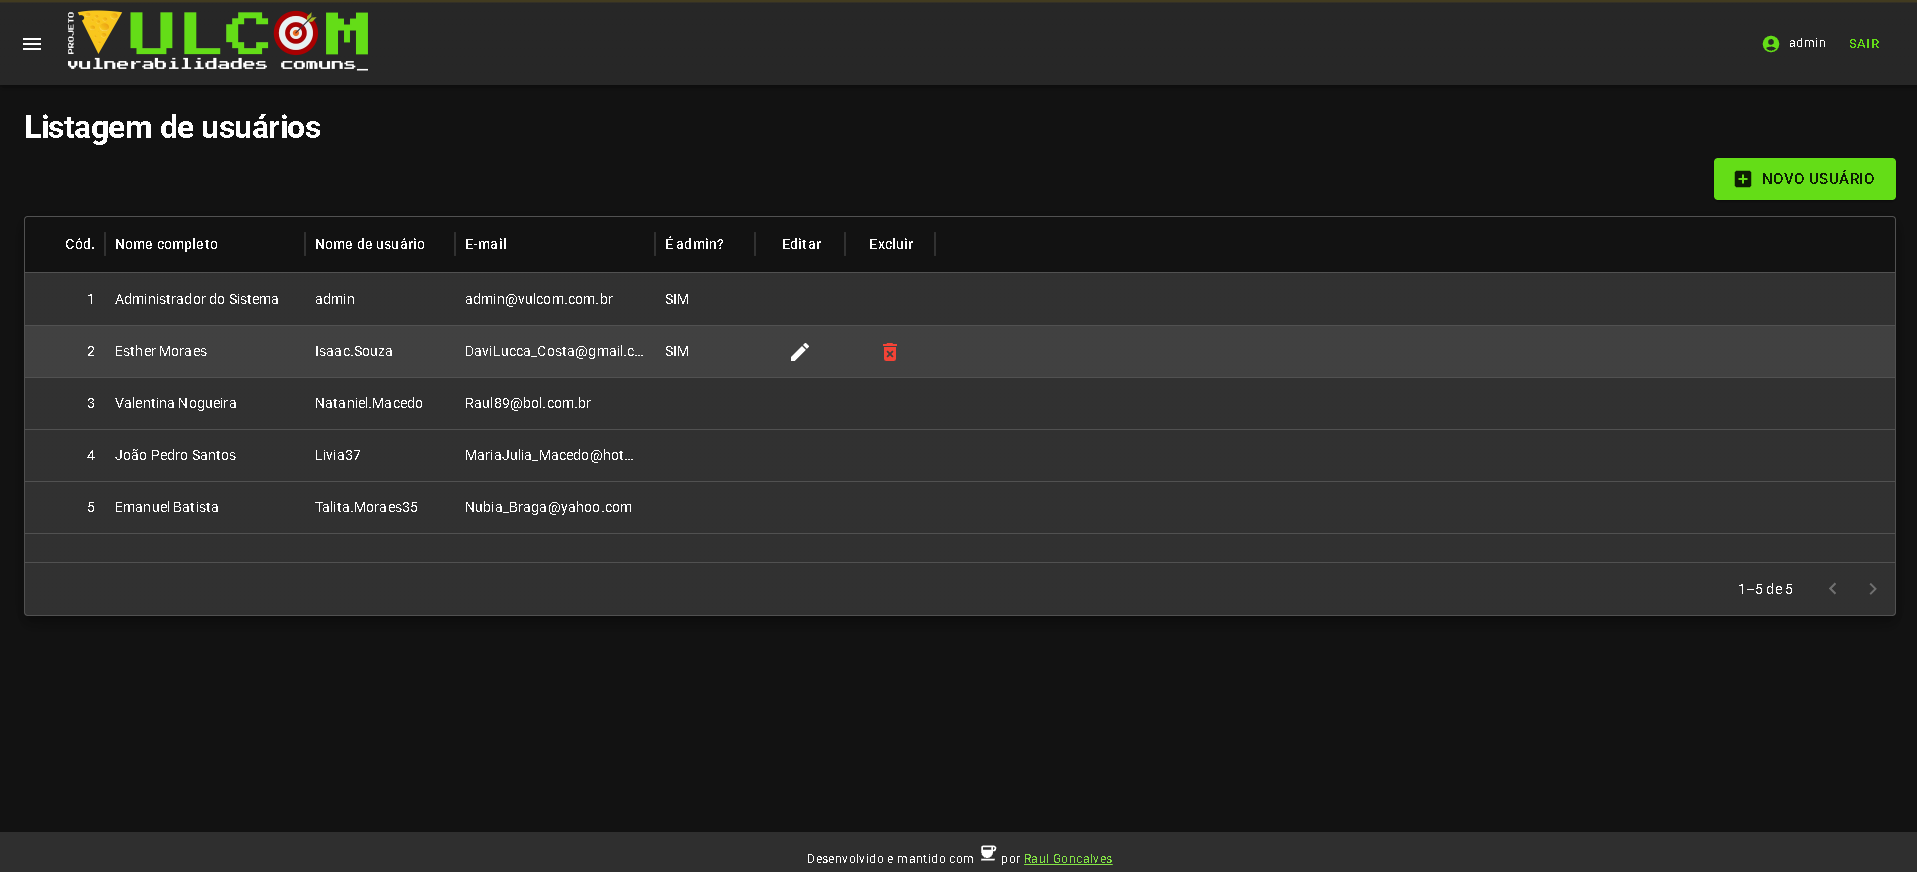 PROJETO VULCOM
vulnerabilidades comuns_
admin SAIR
Listagem de usuários
NOVO USUÁRIO
Cód. Nome completo Nome de usuário E-mail É admin? Editar Excluir
1 Administrador do Sistema admin admin@vulcom.com.br SIM
2 Esther Moraes Isaac.Souza DaviLucca_Costa@gmail.c... SIM
3 Valentina Nogueira Nataniel.Macedo Raul89@bol.com.br
4 João Pedro Santos Livia37 MariaJulia_Macedo@hot...
5 Emanuel Batista Talita.Moraes35 Nubia_Braga@yahoo.com
1–5 de 5
Desenvolvido e mantido com por Raul Goncalves